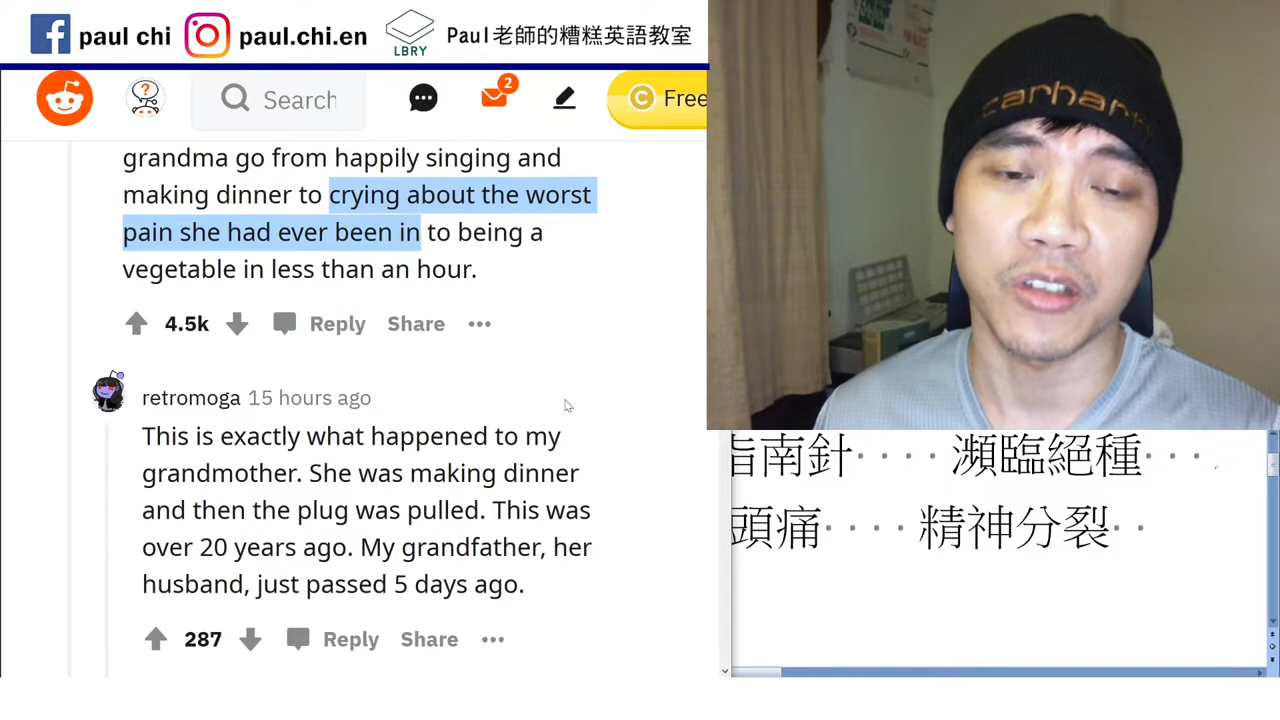 paul chi
paul.chi.en
LBRY
Paul老師的糟糕英語教室
Search
2
Free
grandma go from happily singing and
making dinner to crying about the worst
pain she had ever been in to being a
vegetable in less than an hour.
4.5k
Reply
Share
retromoga 15 hours ago
This is exactly what happened to my
grandmother. She was making dinner
and then the plug was pulled. This was
over 20 years ago. My grandfather, her
husband, just passed 5 days ago.
287
Reply
Share
carhartt
指南針···· 瀕臨絕種···
頭痛···· 精神分裂··